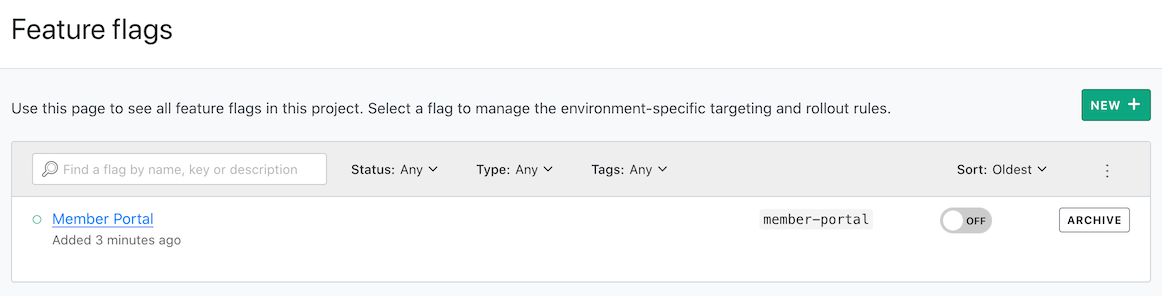 Feature flags
Use this page to see all feature flags in this project. Select a flag to manage the environment-specific targeting and rollout rules.
NEW +
Find a flag by name, key or description
Status: Any
Type: Any
Tags: Any
Sort: Oldest
Member Portal
member-portal
OFF
ARCHIVE
Added 3 minutes ago